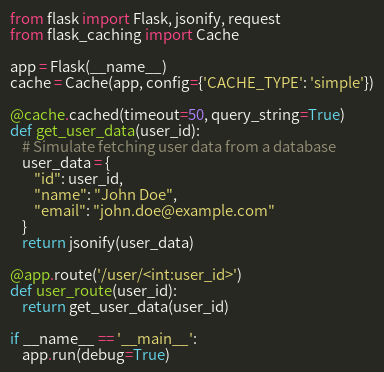 from flask import Flask, jsonify, request
from flask_caching import Cache

app = Flask(__name__)
cache = Cache(app, config={'CACHE_TYPE': 'simple'})

@cache.cached(timeout=50, query_string=True)
def get_user_data(user_id):
    # Simulate fetching user data from a database
    user_data = {
        "id": user_id,
        "name": "John Doe",
        "email": "john.doe@example.com"
    }
    return jsonify(user_data)

@app.route('/user/<int:user_id>')
def user_route(user_id):
    return get_user_data(user_id)

if __name__ == '__main__':
    app.run(debug=True)